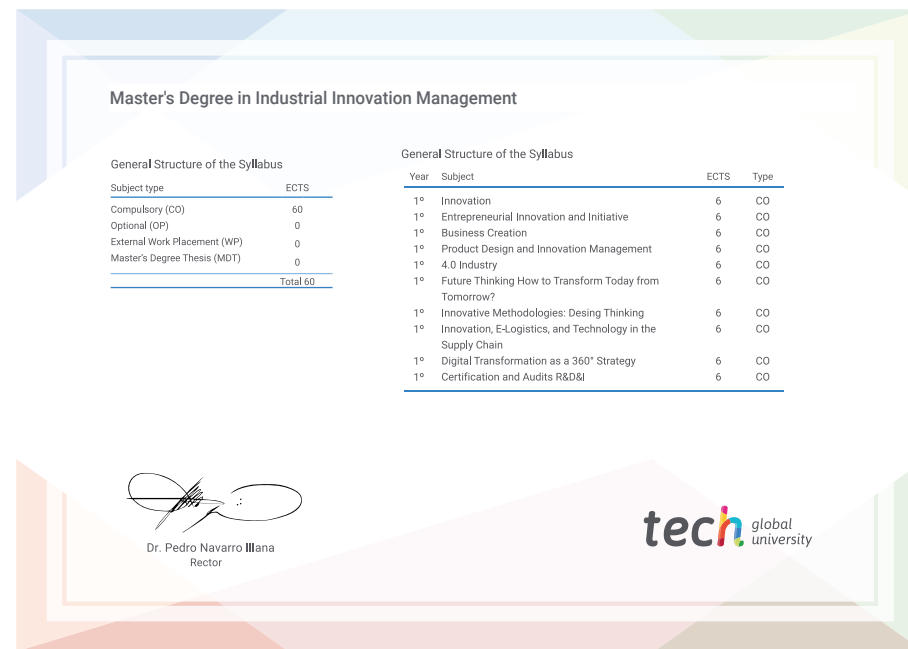 Master's Degree in Industrial Innovation Management
General Structure of the Syllabus
Subject type ECTS
Compulsory (CO) 60
Optional (OP) 0
External Work Placement (WP) 0
Master's Degree Thesis (MDT) 0
Total 60
General Structure of the Syllabus
Year Subject ECTS Type
1º Innovation 6 CO
1º Entrepreneurial Innovation and Initiative 6 CO
1º Business Creation 6 CO
1º Product Design and Innovation Management 6 CO
1º 4.0 Industry 6 CO
1º Future Thinking How to Transform Today from 6 CO
Tomorrow?
1º Innovative Methodologies: Desing Thinking 6 CO
1º Innovation, E-Logistics, and Technology in the 6 CO
Supply Chain
1º Digital Transformation as a 360° Strategy 6 CO
1º Certification and Audits R&D&I 6 CO
Dr. Pedro Navarro Illana
Rector
tech global
university